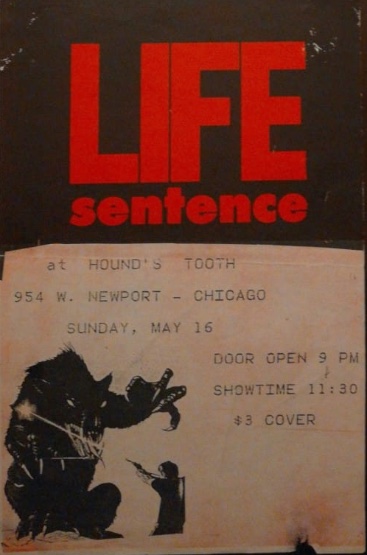 LIFE
sentence
at HOUND'S TOOTH
954 W. NEWPORT - CHICAGO
SUNDAY, MAY 16
DOOR OPEN 9 PM
SHOWTIME 11:30
$3 COVER